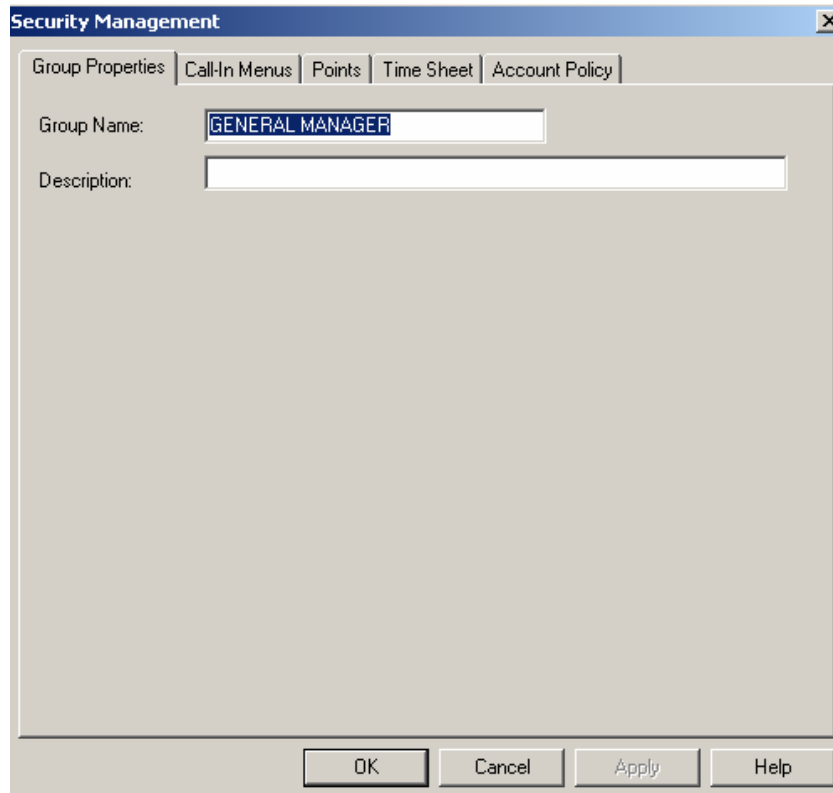 Security Management
Group Properties Call-In Menus Points Time Sheet Account Policy
Group Name: GENERAL MANAGER
Description:
OK Cancel Apply Help